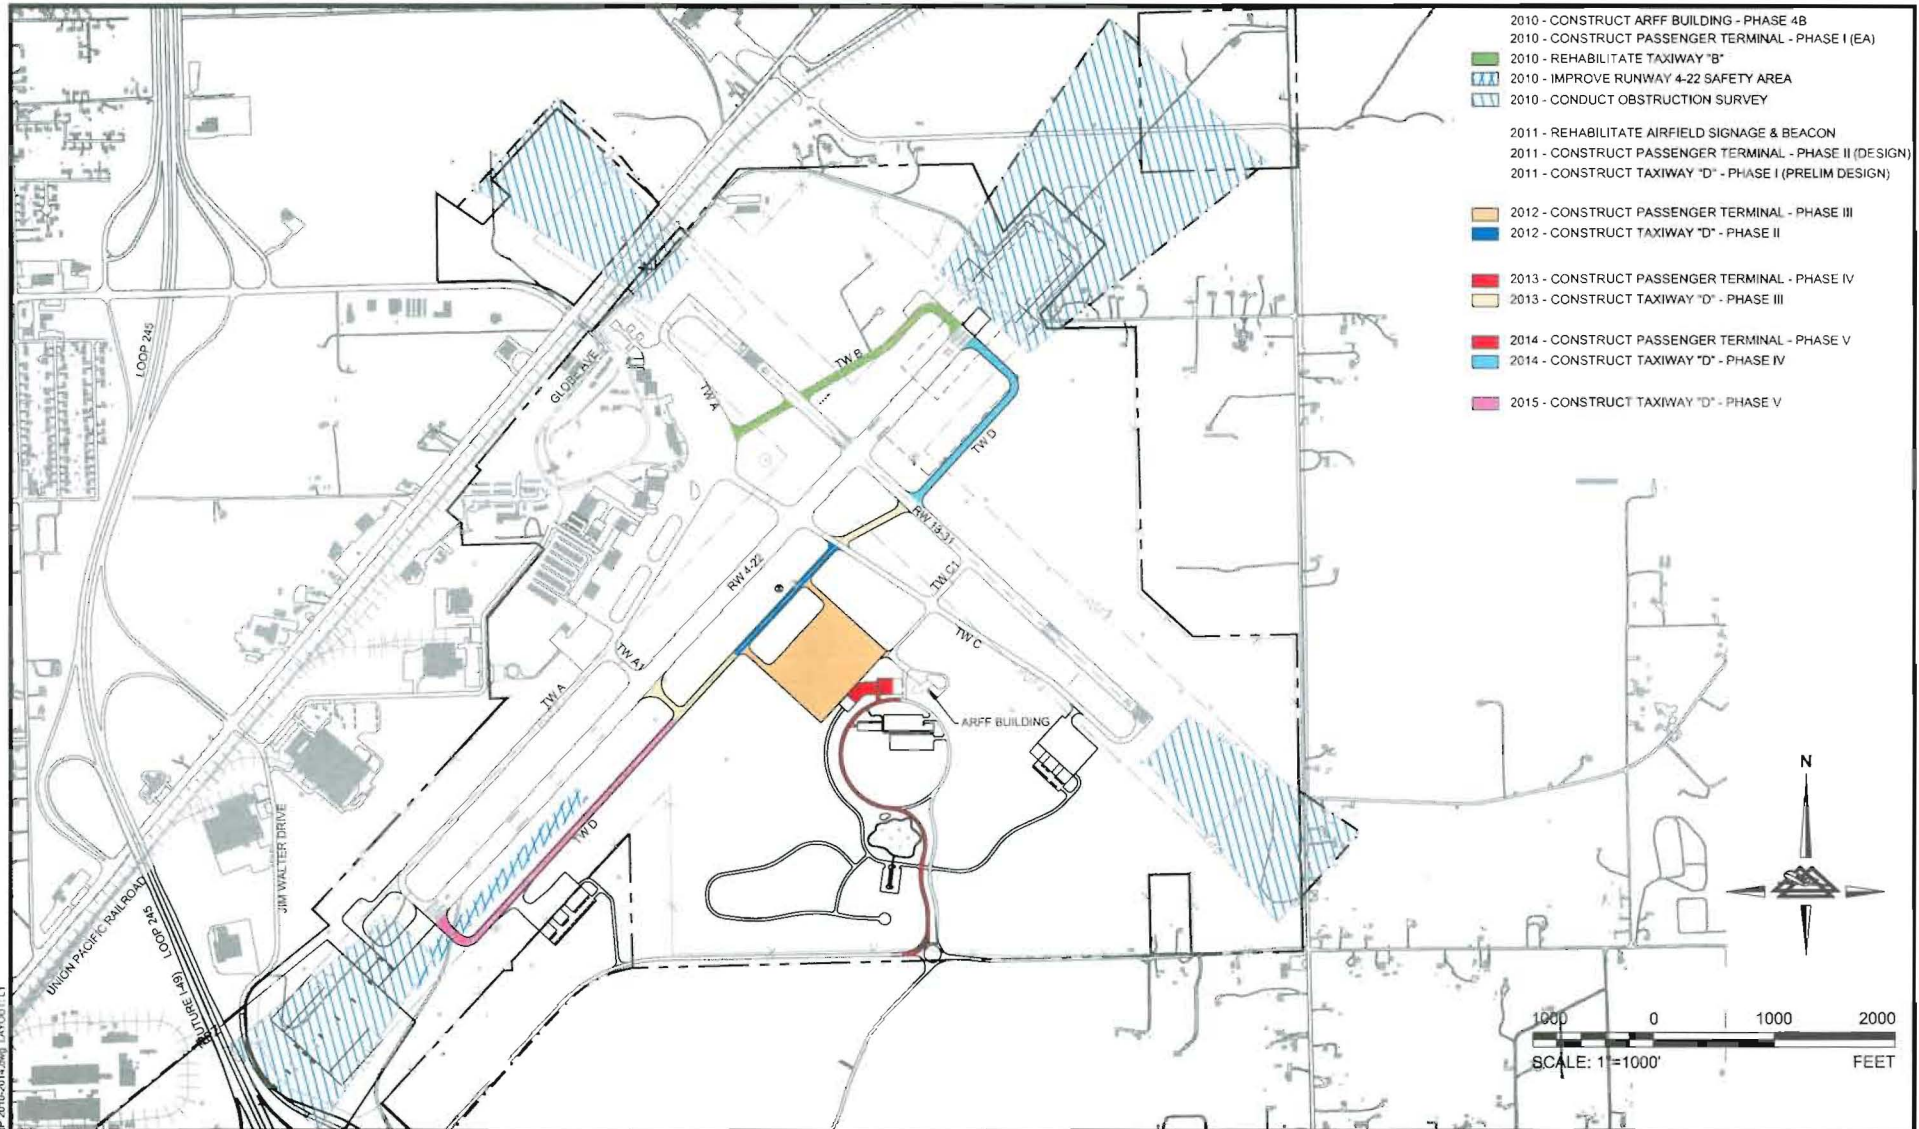 2010 - CONSTRUCT ARFF BUILDING - PHASE 4B
2010 - CONSTRUCT PASSENGER TERMINAL - PHASE I (EA)
2010 - REHABILITATE TAXIWAY "B"
2010 - IMPROVE RUNWAY 4-22 SAFETY AREA
2010 - CONDUCT OBSTRUCTION SURVEY
2011 - REHABILITATE AIRFIELD SIGNAGE & BEACON
2011 - CONSTRUCT PASSENGER TERMINAL - PHASE II (DESIGN)
2011 - CONSTRUCT TAXIWAY "D" - PHASE I (PRELIM DESIGN)
2012 - CONSTRUCT PASSENGER TERMINAL - PHASE III
2012 - CONSTRUCT TAXIWAY "D" - PHASE II
2013 - CONSTRUCT PASSENGER TERMINAL - PHASE IV
2013 - CONSTRUCT TAXIWAY "D" - PHASE III
2014 - CONSTRUCT PASSENGER TERMINAL - PHASE V
2014 - CONSTRUCT TAXIWAY "D" - PHASE IV
2015 - CONSTRUCT TAXIWAY "D" - PHASE V
LOOP 245
GLOBE AVE
TW A
TW B
TW D
RW 13-31
RW 4-22
TW C1
TW C
TW A1
TW A
ARFF BUILDING
TW D
JIM WALTER DRIVE
UNION PACIFIC RAILROAD
(FUTURE I-49) LOOP 245
N
1000 0 1000 2000
SCALE: 1"=1000' FEET